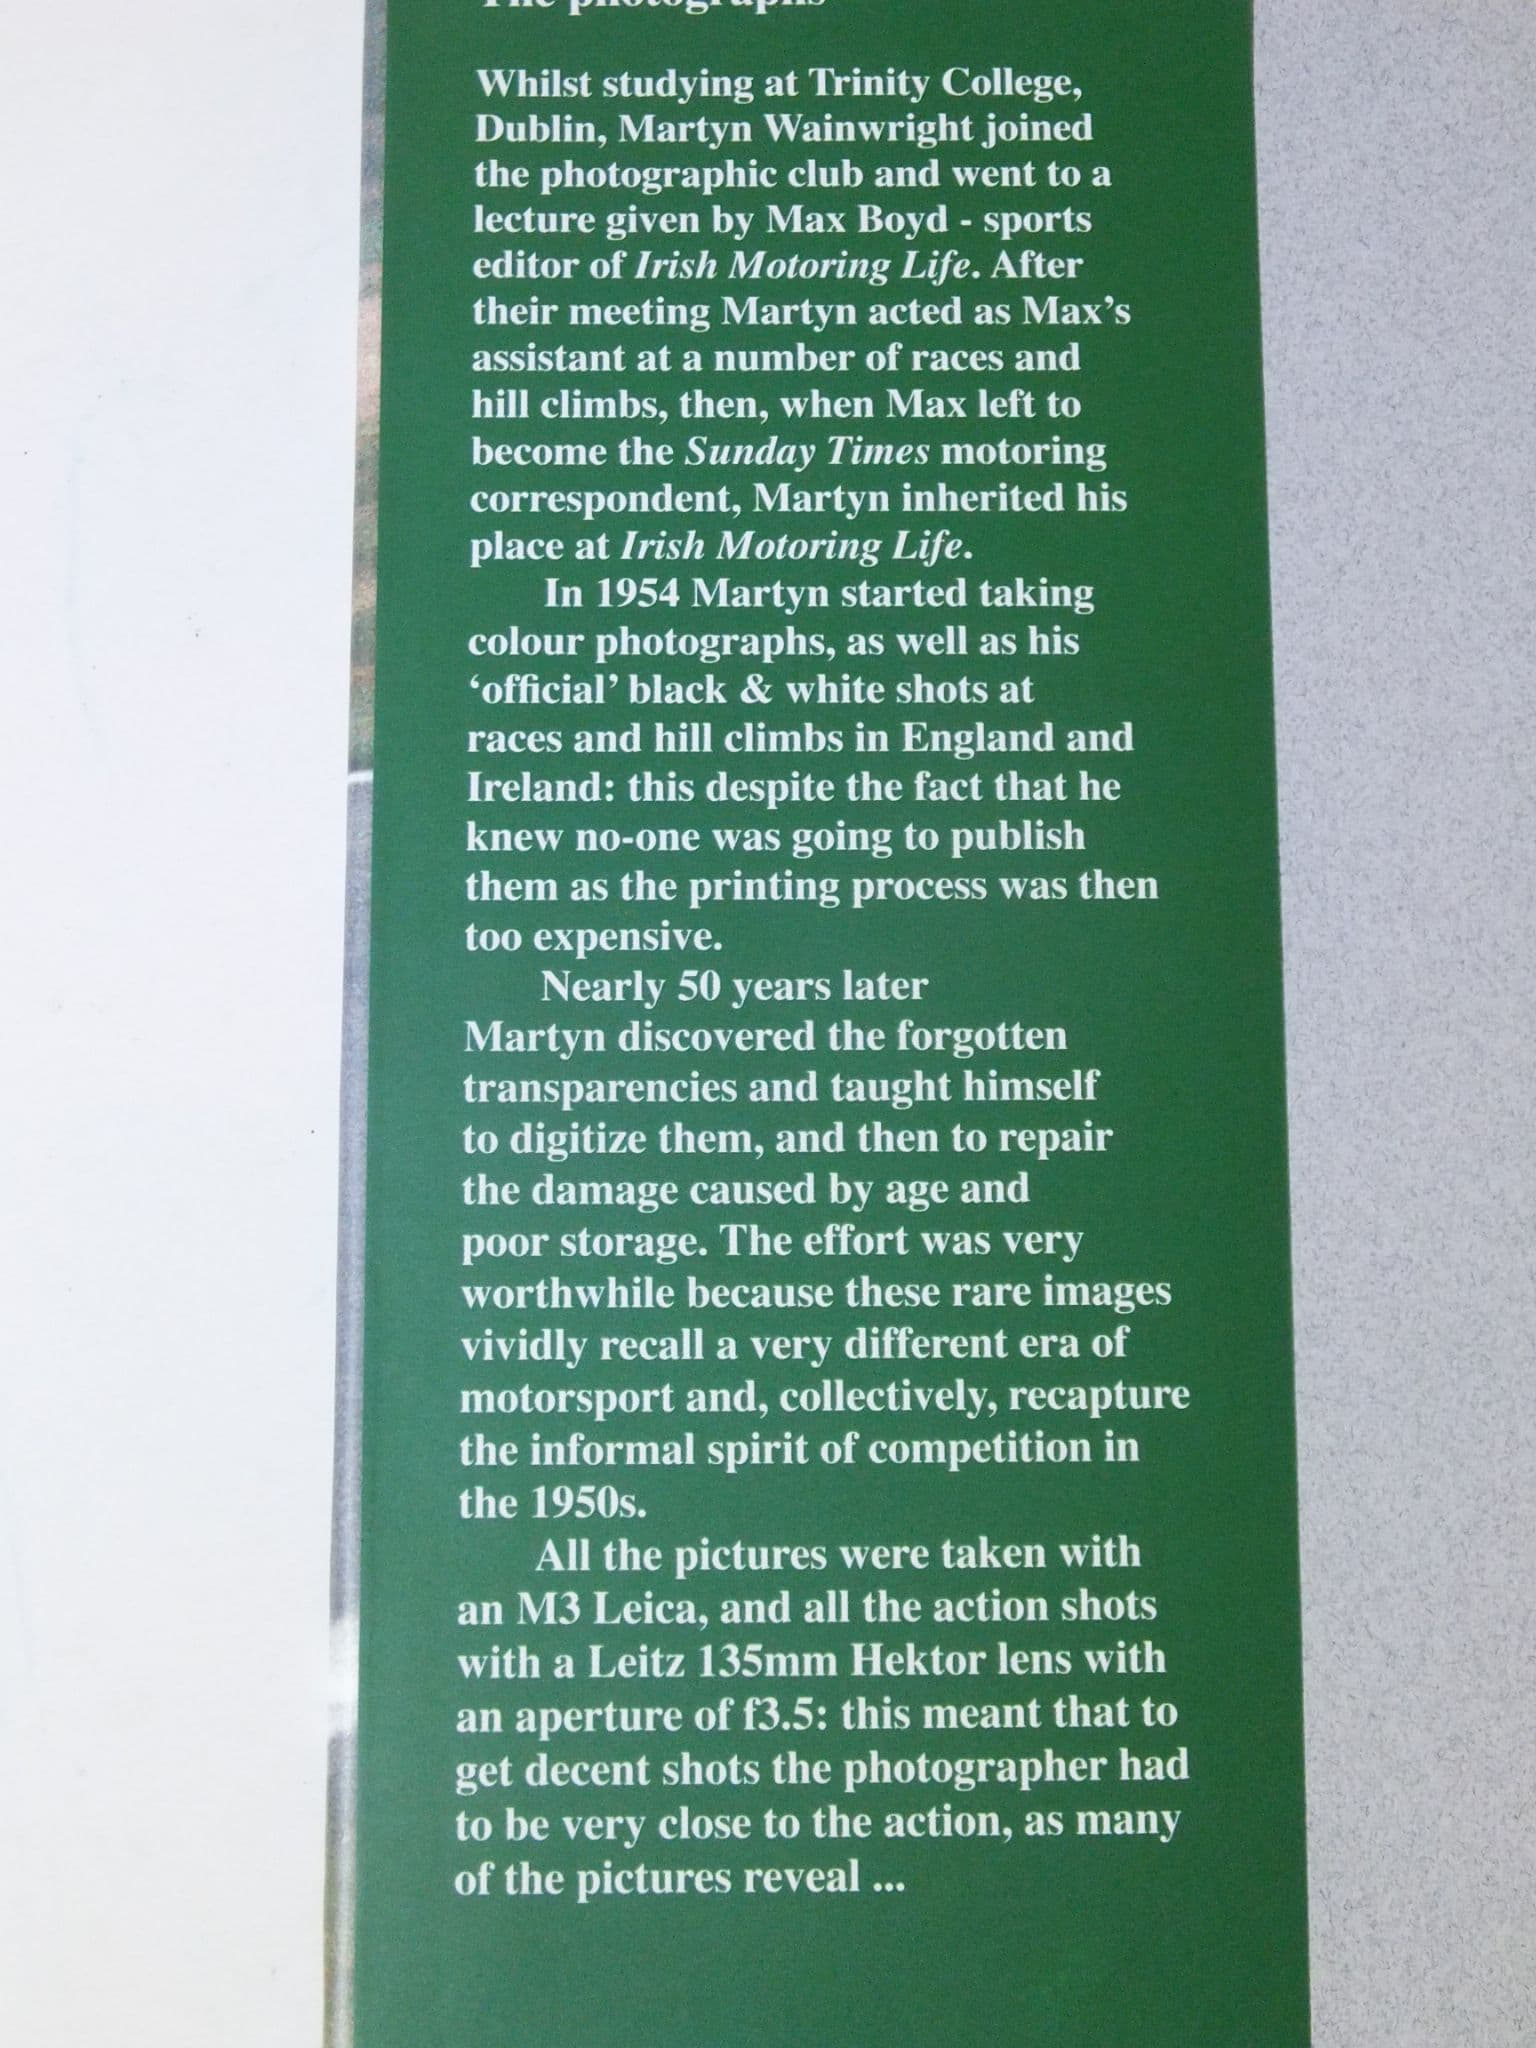 The photographs
Whilst studying at Trinity College,
Dublin, Martyn Wainwright joined
the photographic club and went to a
lecture given by Max Boyd - sports
editor of Irish Motoring Life. After
their meeting Martyn acted as Max’s
assistant at a number of races and
hill climbs, then, when Max left to
become the Sunday Times motoring
correspondent, Martyn inherited his
place at Irish Motoring Life.
In 1954 Martyn started taking
colour photographs, as well as his
‘official’ black & white shots at
races and hill climbs in England and
Ireland: this despite the fact that he
knew no-one was going to publish
them as the printing process was then
too expensive.
Nearly 50 years later
Martyn discovered the forgotten
transparencies and taught himself
to digitize them, and then to repair
the damage caused by age and
poor storage. The effort was very
worthwhile because these rare images
vividly recall a very different era of
motorsport and, collectively, recapture
the informal spirit of competition in
the 1950s.
All the pictures were taken with
an M3 Leica, and all the action shots
with a Leitz 135mm Hektor lens with
an aperture of f3.5: this meant that to
get decent shots the photographer had
to be very close to the action, as many
of the pictures reveal ...